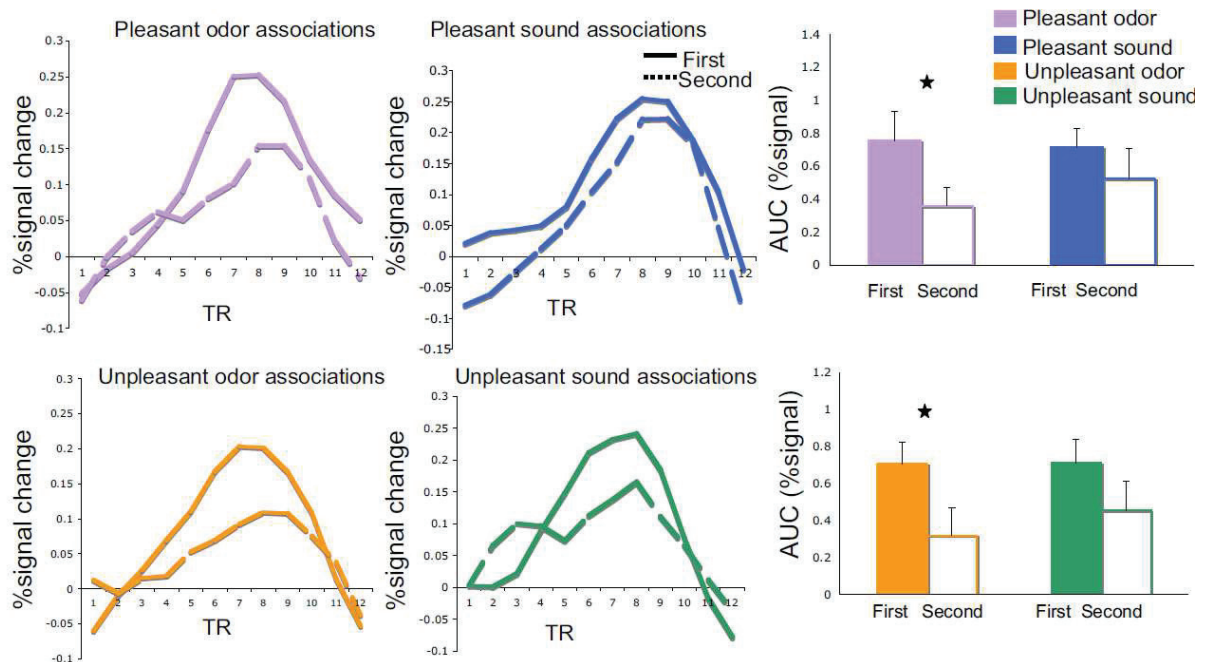 Pleasant odor associations
%signal change
0.3
0.25
0.2
0.15
0.1
0.05
0
-0.05
-0.1
1 2 3 4 5 6 7 8 9 10 11 12
TR
Pleasant sound associations
First
Second
%signal change
0.3
0.25
0.2
0.15
0.1
0.05
0
-0.05
-0.1
-0.15
1 2 3 4 5 6 7 8 9 10 11 12
TR
Pleasant odor
Pleasant sound
Unpleasant odor
Unpleasant sound
AUC (%signal)
1.4
1.2
1
0.8
0.6
0.4
0.2
0
First Second
First Second
Unpleasant odor associations
%signal change
0.3
0.25
0.2
0.15
0.1
0.05
0
-0.05
-0.1
1 2 3 4 5 6 7 8 9 10 11 12
TR
Unpleasant sound associations
%signal change
0.3
0.25
0.2
0.15
0.1
0.05
0
-0.05
-0.1
1 2 3 4 5 6 7 8 9 10 11 12
TR
AUC (%signal)
1.2
1
0.8
0.6
0.4
0.2
0
First Second
First Second